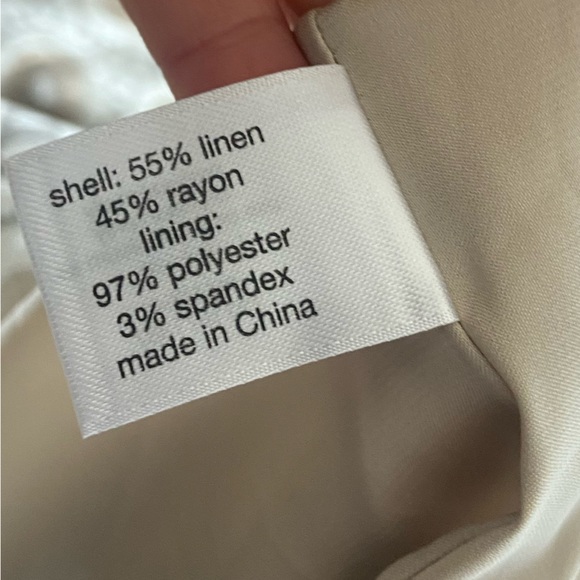 shell: 55% linen
45% rayon
lining:
97% polyester
3% spandex
made in China